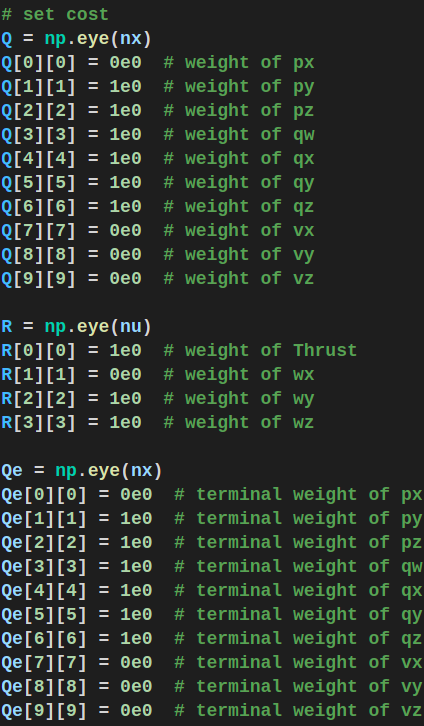 # set cost
Q = np.eye(nx)
Q[0][0] = 0e0  # weight of px
Q[1][1] = 1e0  # weight of py
Q[2][2] = 1e0  # weight of pz
Q[3][3] = 1e0  # weight of qw
Q[4][4] = 1e0  # weight of qx
Q[5][5] = 1e0  # weight of qy
Q[6][6] = 1e0  # weight of qz
Q[7][7] = 0e0  # weight of vx
Q[8][8] = 0e0  # weight of vy
Q[9][9] = 0e0  # weight of vz

R = np.eye(nu)
R[0][0] = 1e0  # weight of Thrust
R[1][1] = 1e0  # weight of wx
R[2][2] = 1e0  # weight of wy
R[3][3] = 1e0  # weight of wz

Qe = np.eye(nx)
Qe[0][0] = 0e0  # terminal weight of px
Qe[1][1] = 1e0  # terminal weight of py
Qe[2][2] = 1e0  # terminal weight of pz
Qe[3][3] = 1e0  # terminal weight of qw
Qe[4][4] = 1e0  # terminal weight of qx
Qe[5][5] = 1e0  # terminal weight of qy
Qe[6][6] = 1e0  # terminal weight of qz
Qe[7][7] = 0e0  # terminal weight of vx
Qe[8][8] = 0e0  # terminal weight of vy
Qe[9][9] = 0e0  # terminal weight of vz